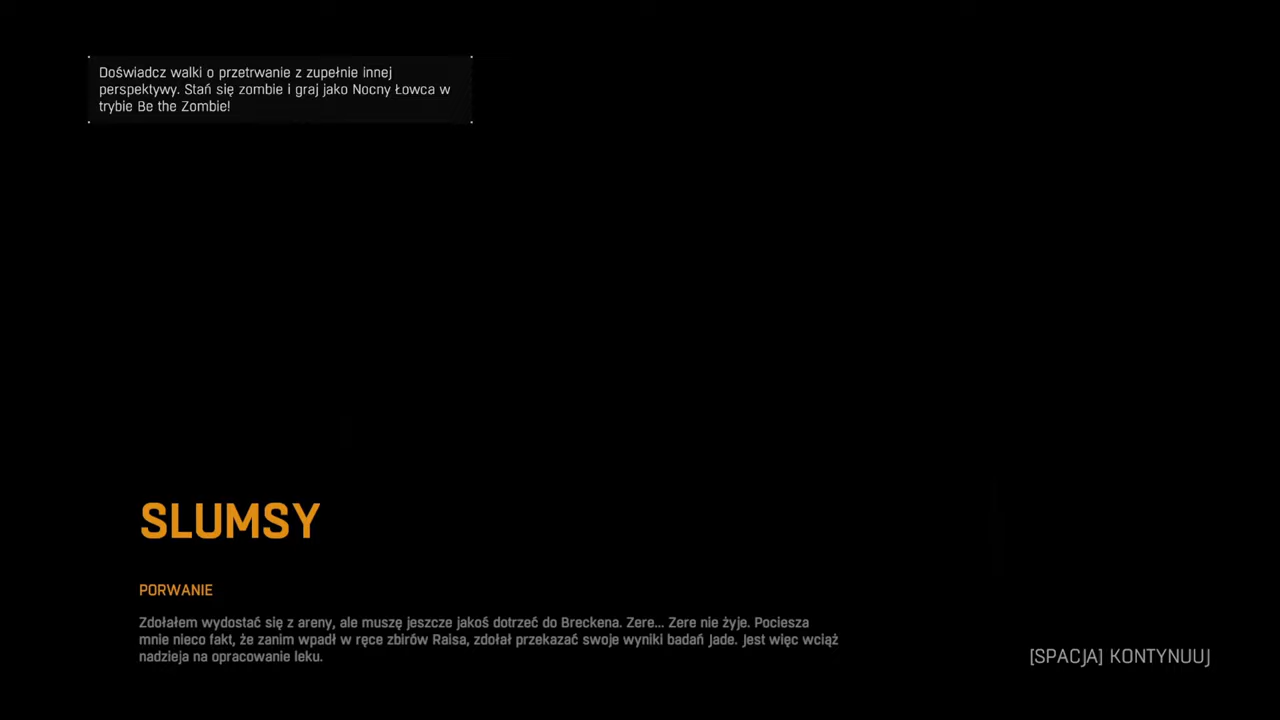 Doświadcz walki o przetrwanie z zupełnie innej
perspektywy. Stań się zombie i graj jako Nocny Łowca w
trybie Be the Zombie!
SLUMSY
PORWANIE
Zdołałem wydostać się z areny, ale muszę jeszcze jakoś dotrzeć do Breckena. Zere... Zere nie żyje. Pociesza
mnie nieco fakt, że zanim wpadł w ręce zbirów Raisa, zdołał przekazać swoje wyniki badań Jade. Jest więc wciąż
nadzieja na opracowanie leku.
[SPACJA] KONTYNUUJ